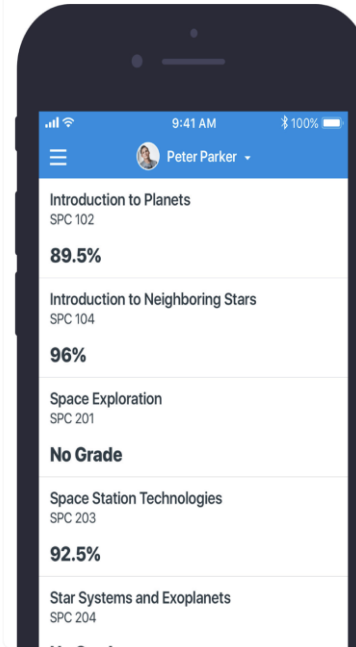 9:41 AM 100%
Peter Parker
Introduction to Planets
SPC 102
89.5%
Introduction to Neighboring Stars
SPC 104
96%
Space Exploration
SPC 201
No Grade
Space Station Technologies
SPC 203
92.5%
Star Systems and Exoplanets
SPC 204